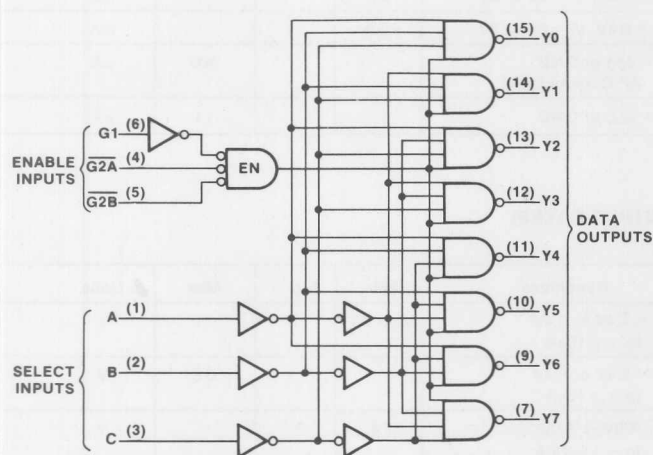 (15) Y0
(14) Y1
G1 (6)
(13) Y2
ENABLE INPUTS
G2A (4)
EN
G2B (5)
(12) Y3
DATA OUTPUTS
(11) Y4
A (1)
(10) Y5
SELECT INPUTS
B (2)
(9) Y6
(7) Y7
C (3)